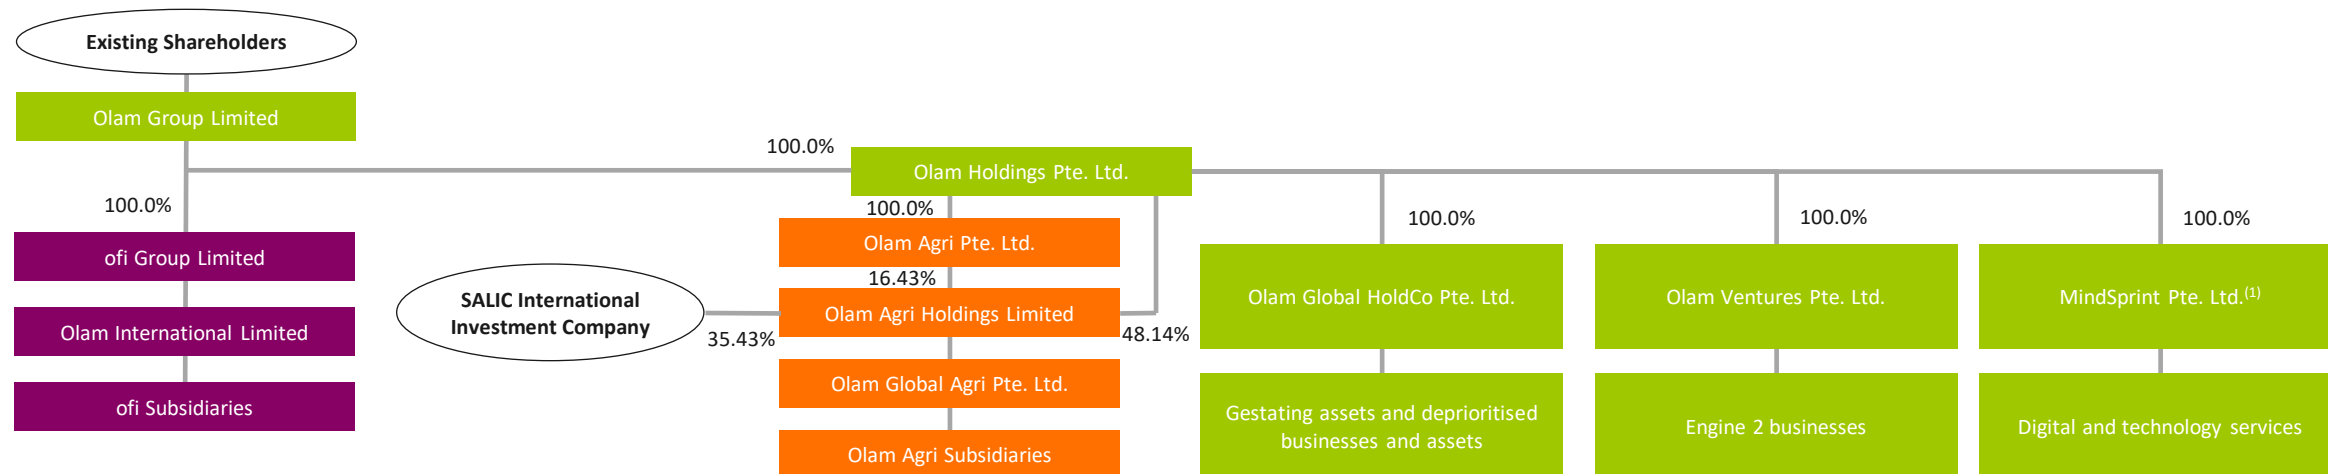 Existing Shareholders
Olam Group Limited
100.0%
Olam Holdings Pte. Ltd.
100.0%
100.0%
100.0%
100.0%
100.0%
ofi Group Limited
Olam Agri Pte. Ltd.
16.43%
SALIC International
Investment Company
35.43%
Olam Agri Holdings Limited
48.14%
Olam Global HoldCo Pte. Ltd.
Olam Ventures Pte. Ltd.
MindSprint Pte. Ltd.(1)
Olam International Limited
Olam Global Agri Pte. Ltd.
ofi Subsidiaries
Gestating assets and deprioritised
businesses and assets
Engine 2 businesses
Digital and technology services
Olam Agri Subsidiaries